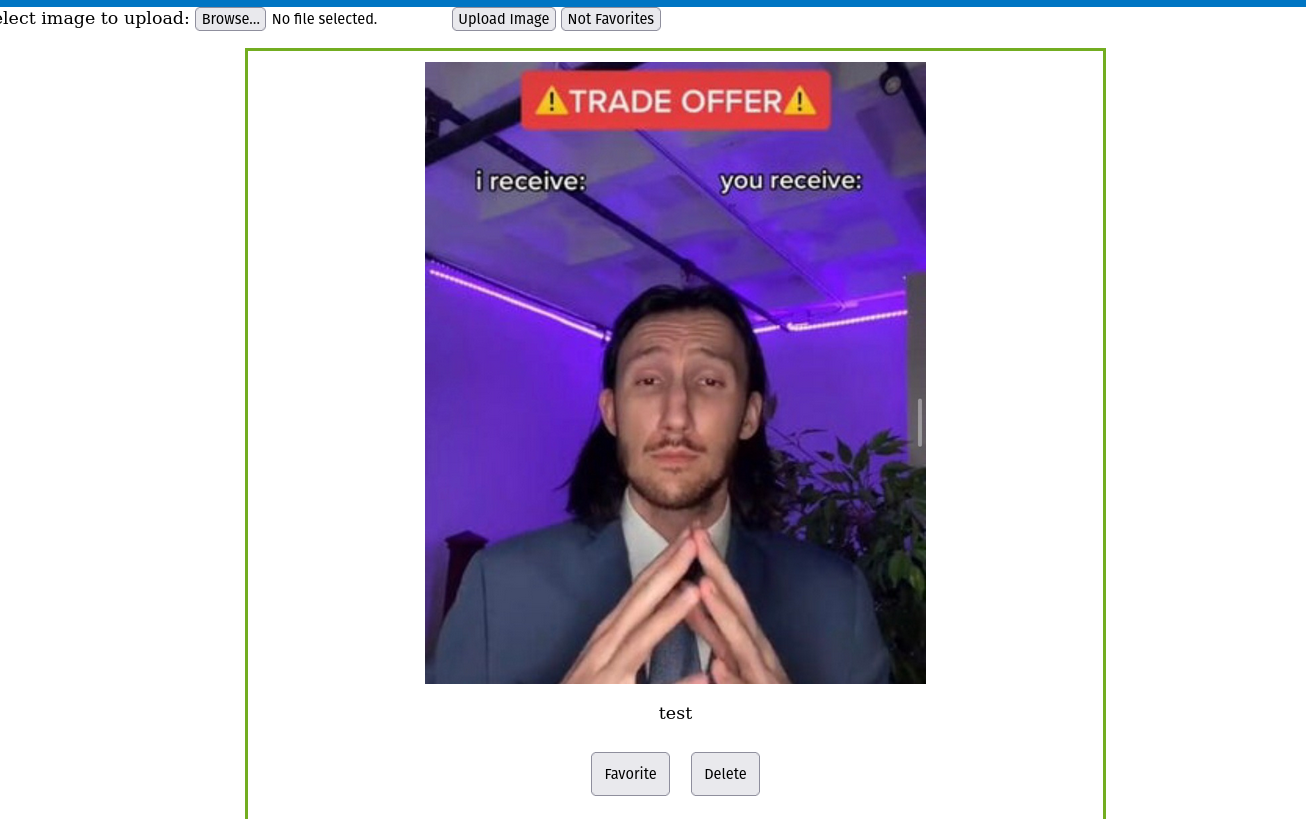 elect image to upload: Browse... No file selected. Upload Image Not Favorites
⚠TRADE OFFER⚠
i receive: you receive:
test
Favorite Delete